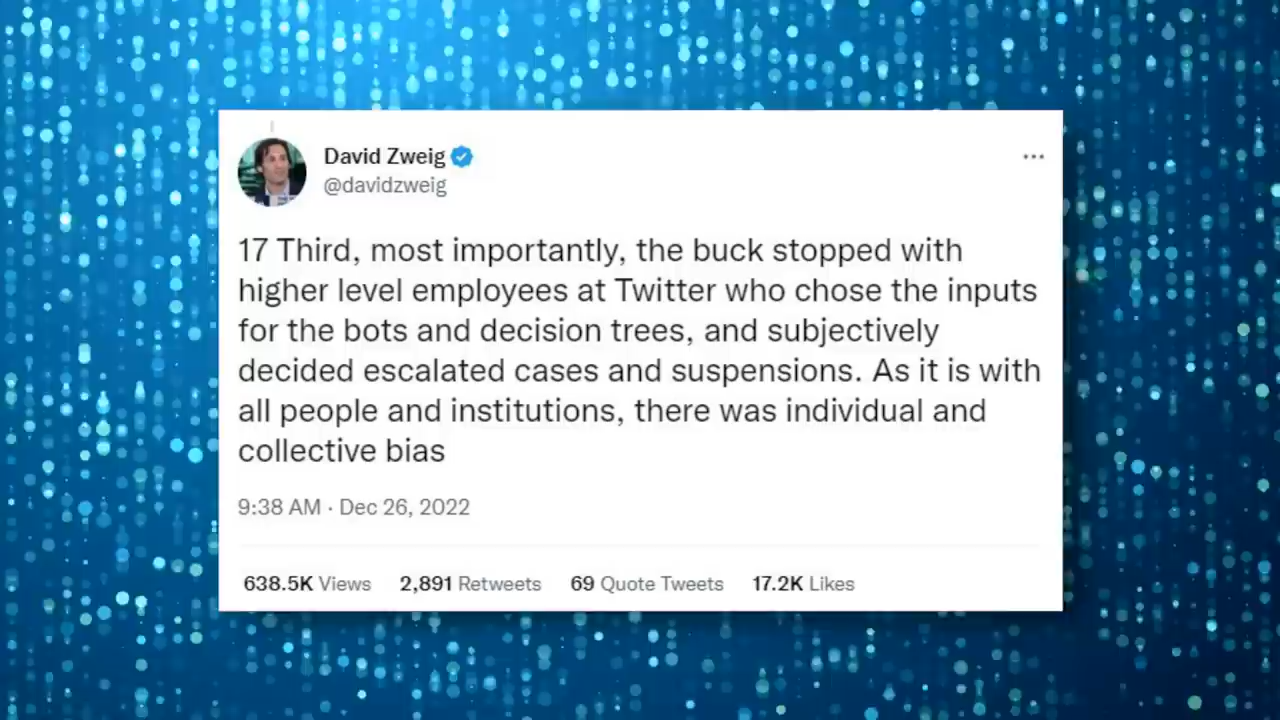 David Zweig
@davidzweig
17 Third, most importantly, the buck stopped with
higher level employees at Twitter who chose the inputs
for the bots and decision trees, and subjectively
decided escalated cases and suspensions. As it is with
all people and institutions, there was individual and
collective bias
9:38 AM · Dec 26, 2022
638.5K Views 2,891 Retweets 69 Quote Tweets 17.2K Likes